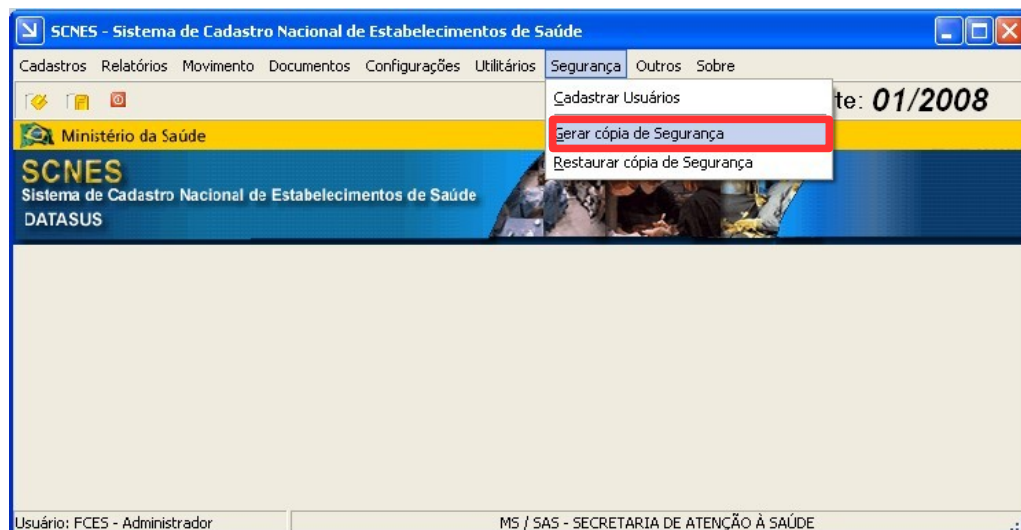 SCNES - Sistema de Cadastro Nacional de Estabelecimentos de Saúde
Cadastros Relatórios Movimento Documentos Configurações Utilitários Segurança Outros Sobre
Cadastrar Usuários
te: 01/2008
Gerar cópia de Segurança
Ministério da Saúde
Restaurar cópia de Segurança
SCNES
Sistema de Cadastro Nacional de Estabelecimentos de Saúde
DATASUS
Usuário: FCES - Administrador
MS / SAS - SECRETARIA DE ATENÇÃO À SAÚDE